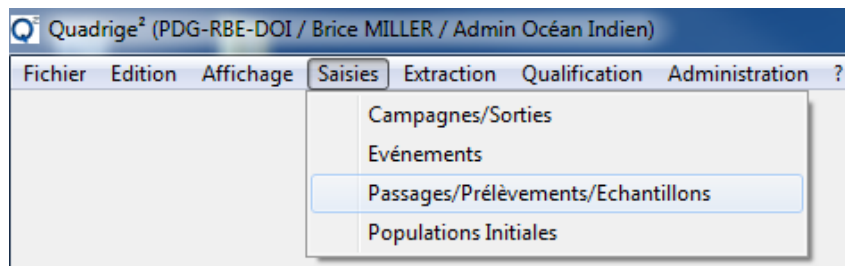 Quadrige² (PDG-RBE-DOI / Brice MILLER / Admin Océan Indien)
Fichier Edition Affichage Saisies Extraction Qualification Administration ?
Campagnes/Sorties
Evénements
Passages/Prélèvements/Echantillons
Populations Initiales